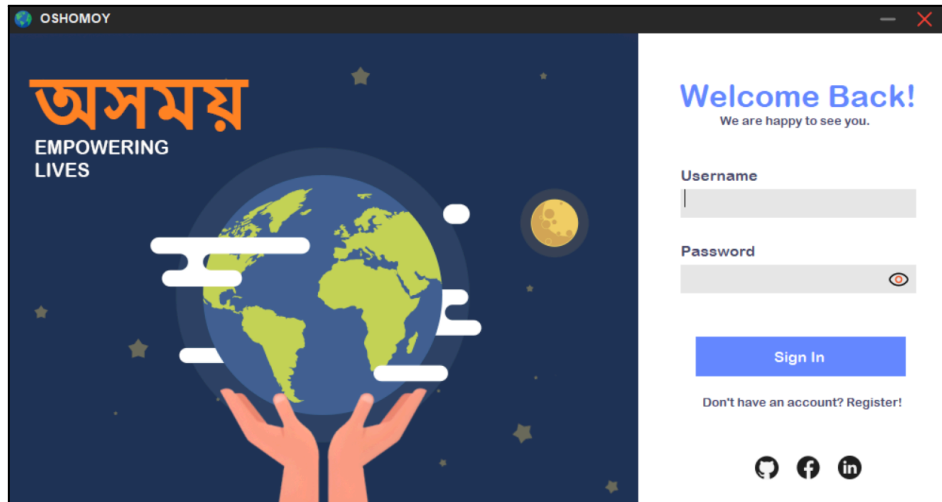 OSHOMOY
অসময়
EMPOWERING
LIVES
Welcome Back!
We are happy to see you.
Username
Password
Sign In
Don't have an account? Register!
in